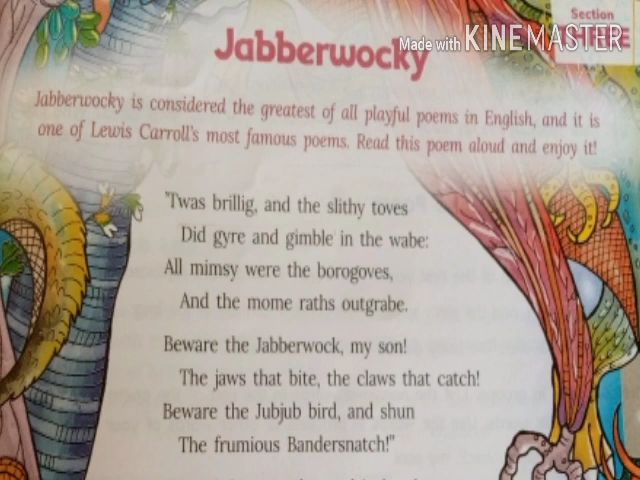 Section
Jabberwocky
Made with KINEMASTER
Jabberwocky is considered the greatest of all playful poems in English, and it is
one of Lewis Carroll's most famous poems. Read this poem aloud and enjoy it!
'Twas brillig, and the slithy toves
Did gyre and gimble in the wabe:
All mimsy were the borogoves,
And the mome raths outgrabe.
Beware the Jabberwock, my son!
The jaws that bite, the claws that catch!
Beware the Jubjub bird, and shun
The frumious Bandersnatch!"